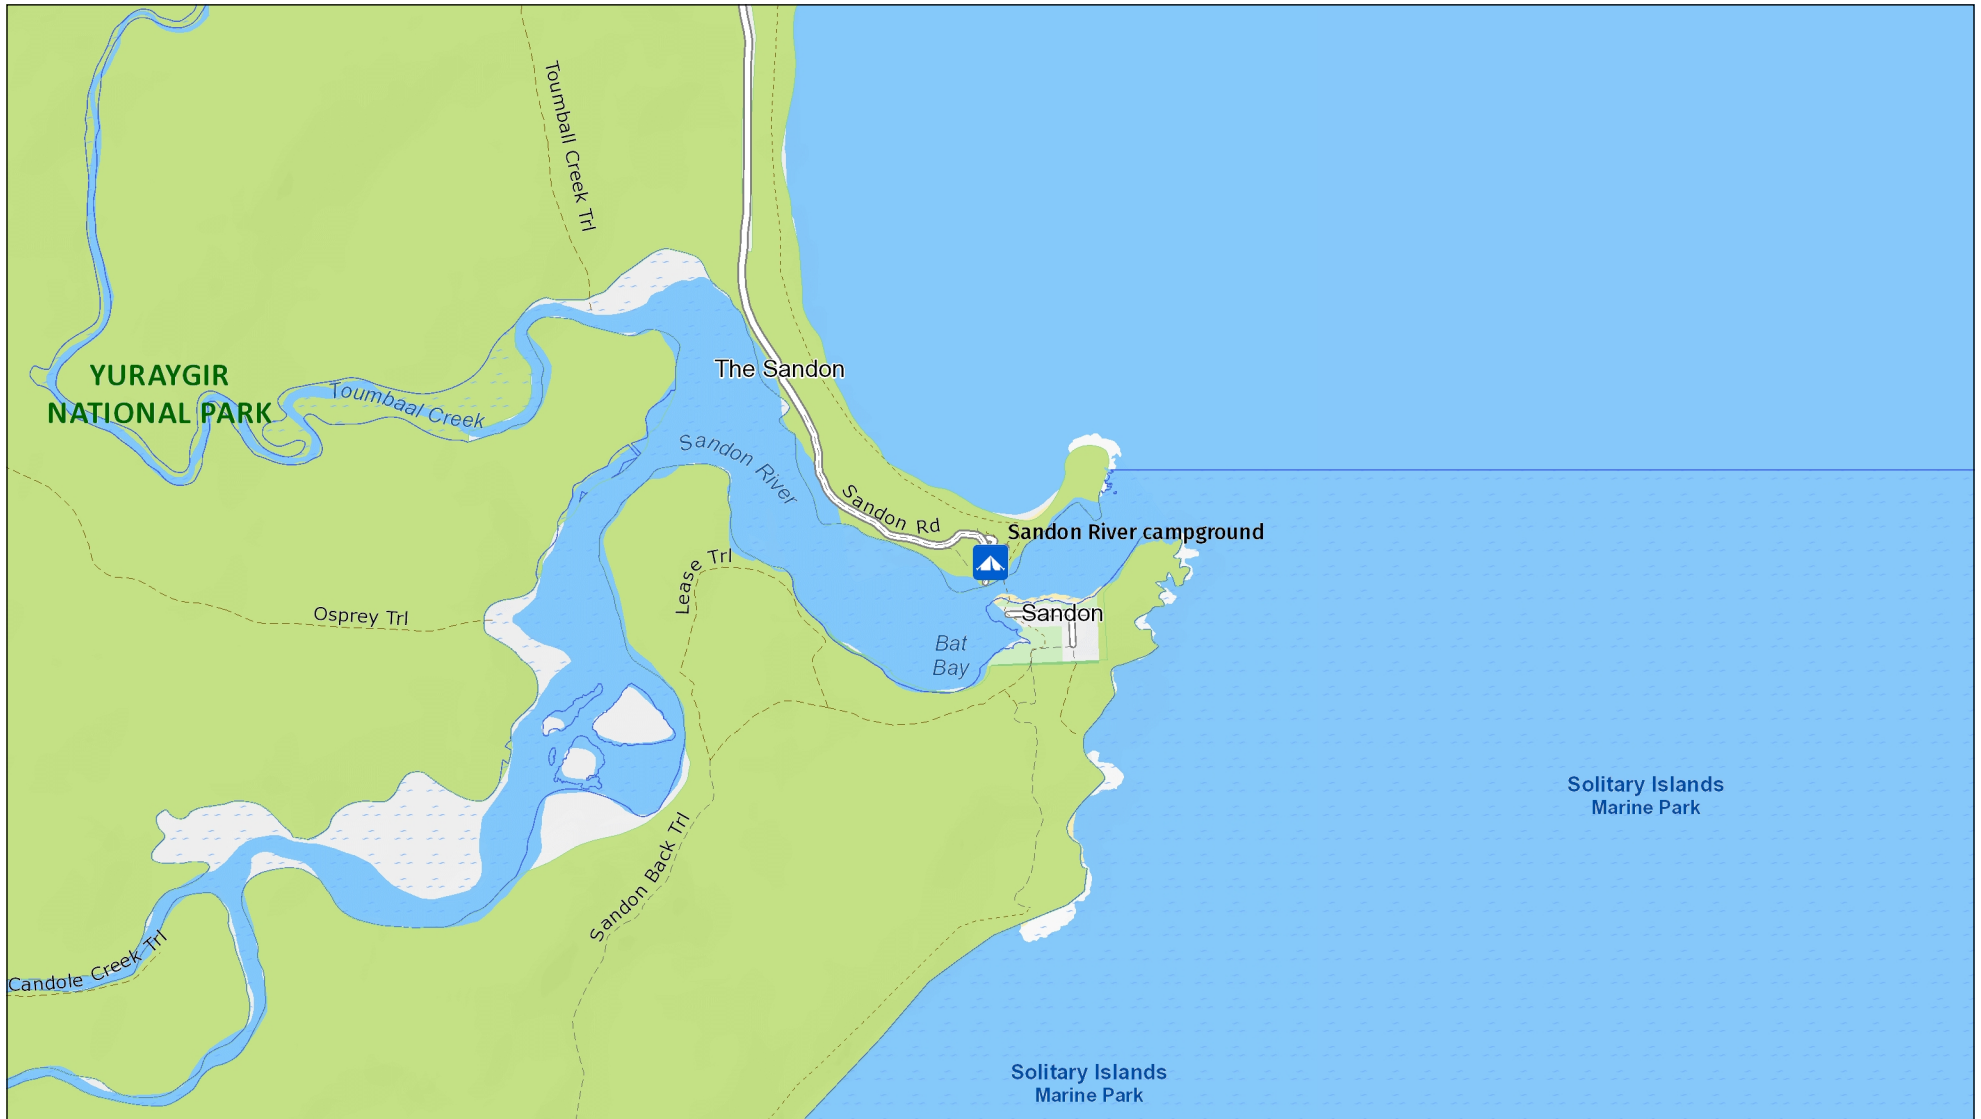 Toumball Creek Trl
The Sandon
YURAYGIR
NATIONAL PARK
Toumbaal Creek
Sandon River
Sandon Rd
Sandon River campground
Lease Trl
Osprey Trl
Sandon
Bat
Bay
Solitary Islands
Marine Park
Sandon Back Trl
Candole Creek Trl
Solitary Islands
Marine Park